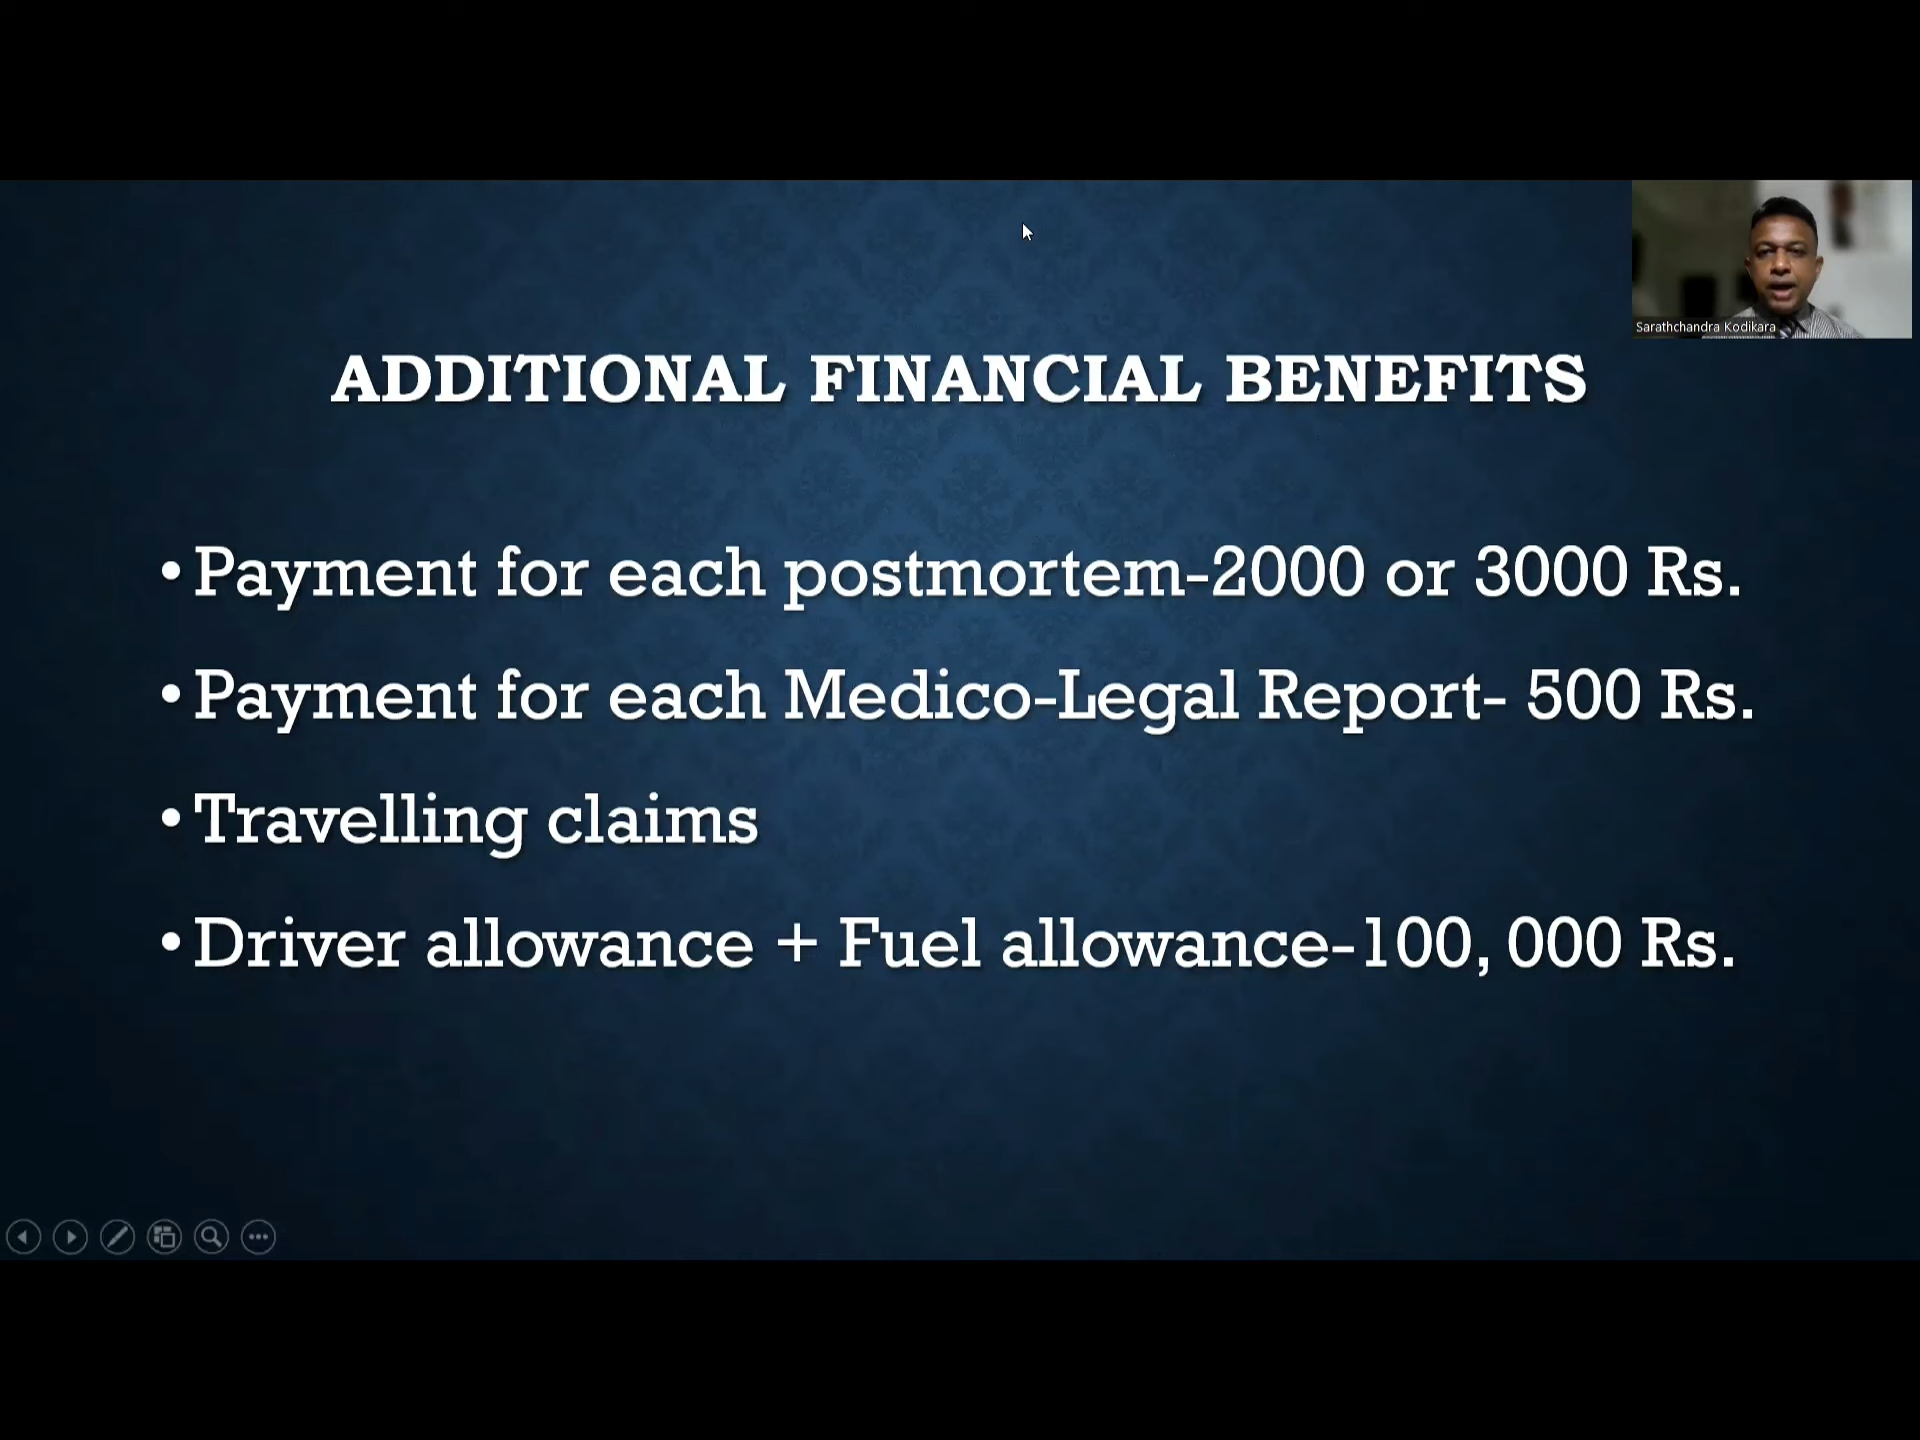 Sarathchandra Kodikara
ADDITIONAL FINANCIAL BENEFITS
•Payment for each postmortem-2000 or 3000 Rs.
•Payment for each Medico-Legal Report- 500 Rs.
•Travelling claims
•Driver allowance + Fuel allowance-100, 000 Rs.